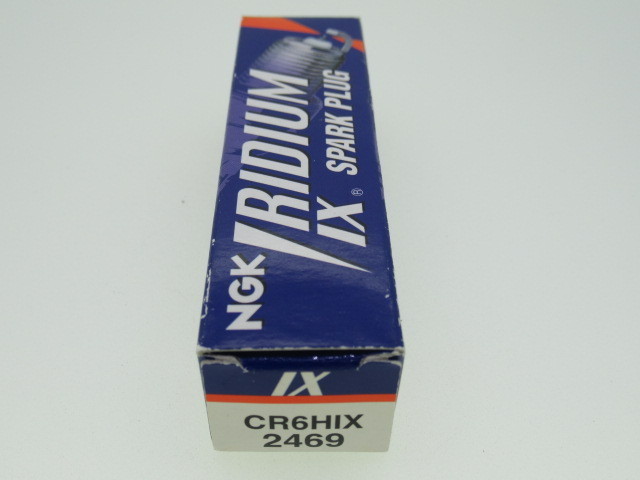 NGK
IRIDIUM
IX ®
SPARK PLUG
IX
CR6HIX
2469